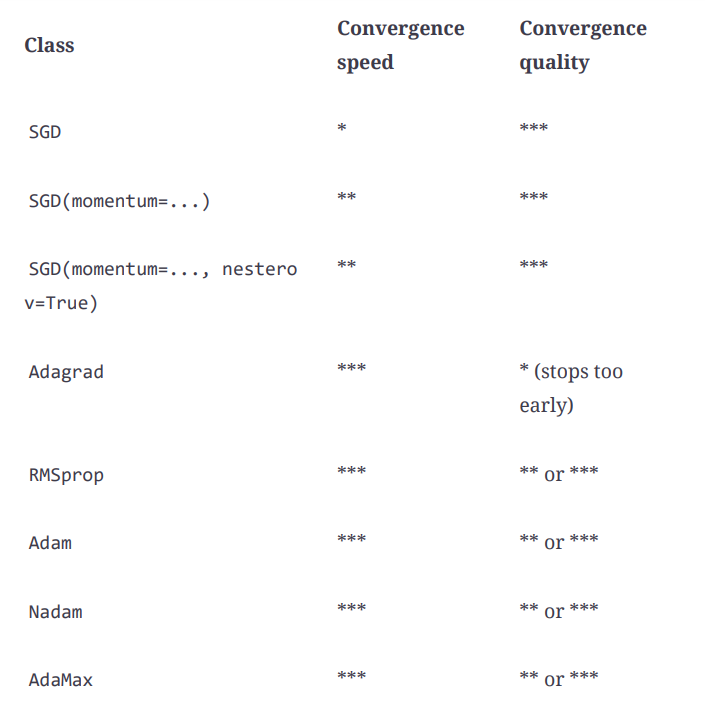 Class Convergence speed Convergence quality
SGD * ***
SGD(momentum=...) ** ***
SGD(momentum=..., nestero ** ***
v=True)
Adagrad *** * (stops too
early)
RMSprop *** ** or ***
Adam *** ** or ***
Nadam *** ** or ***
AdaMax *** ** or ***